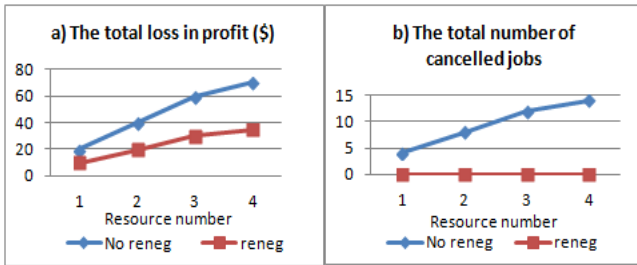 a) The total loss in profit ($)
80
60
40
20
0
1 2 3 4
Resource number
No reneg reneg
b) The total number of
cancelled jobs
15
10
5
0
1 2 3 4
Resource number
No reneg reneg